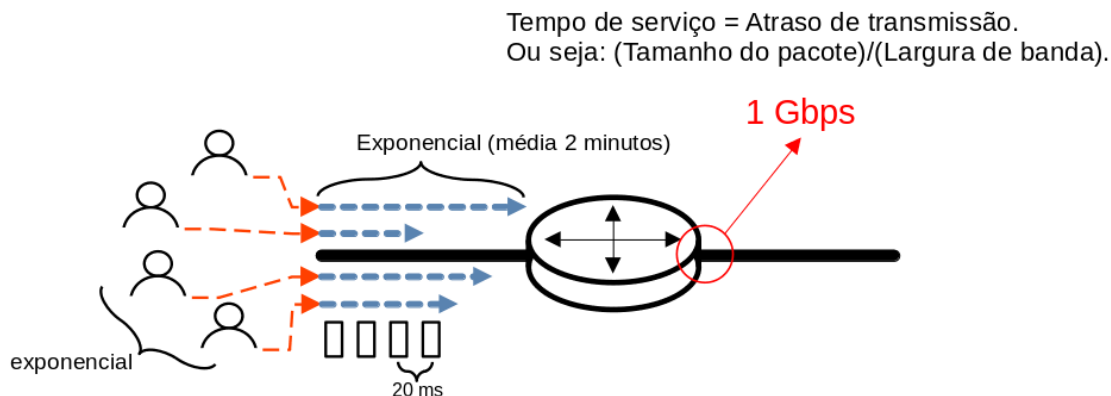 Tempo de serviço = Atraso de transmissão.
Ou seja: (Tamanho do pacote)/(Largura de banda).
1 Gbps
Exponencial (média 2 minutos)
exponencial
20 ms